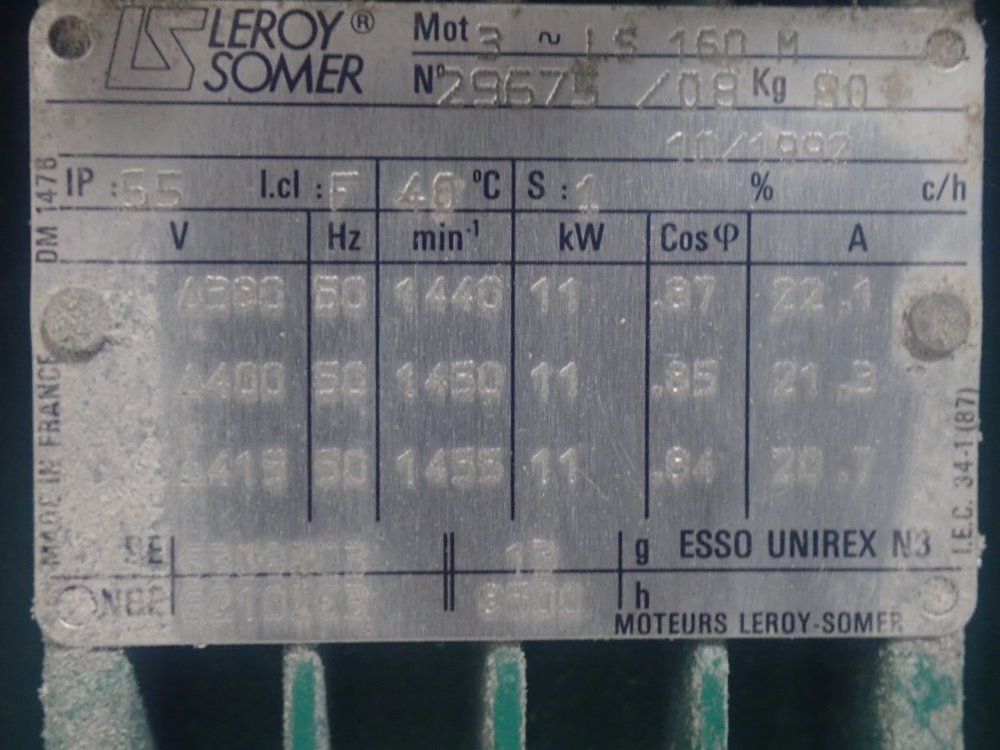 LEROY® Mot 3 ~ LS 160 M
SOMER N° 29675 /08 Kg 80
10/1992
IP : 55 I.cl : F 40 °C S : 1 % c/h
V Hz min-1 kW Cos φ A
Δ380 50 1440 11 .87 22.1
Δ400 50 1450 11 .85 21.3
Δ415 50 1455 11 .84 20.7
DE g ESSO UNIREX N3
NDE h
MOTEURS LEROY-SOMER
DM 1476
MADE IN FRANCE
I.E.C. 34-1 (87)